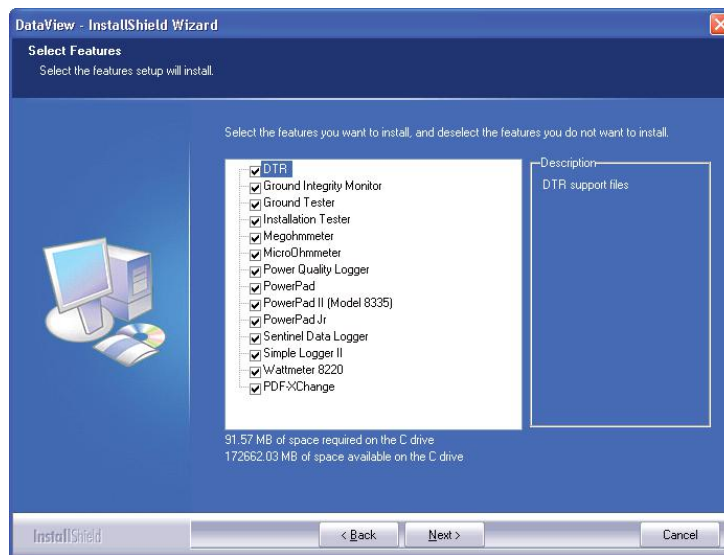 DataView - InstallShield Wizard
Select Features
Select the features setup will install.
Select the features you want to install, and deselect the features you do not want to install.
DTR
Ground Integrity Monitor
Ground Tester
Installation Tester
Megohmmeter
MicroOhmmeter
Power Quality Logger
PowerPad
PowerPad II (Model 8335)
PowerPad Jr
Sentinel Data Logger
Simple Logger II
Wattmeter 8220
PDF-XChange
Description
DTR support files
91.57 MB of space required on the C drive
172662.03 MB of space available on the C drive
InstallShield
< Back
Next >
Cancel